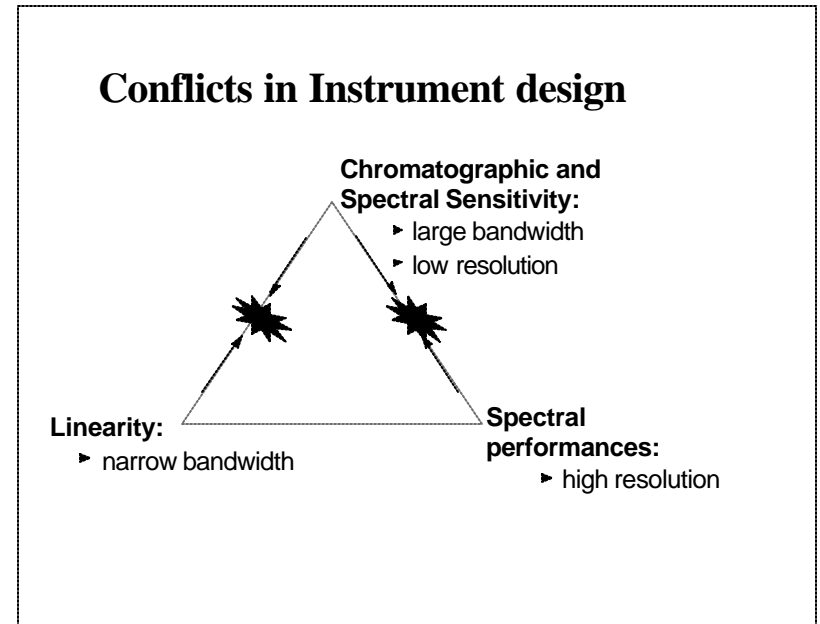 Conflicts in Instrument design
Chromatographic and
Spectral Sensitivity:
‣ large bandwidth
‣ low resolution
Linearity:
‣ narrow bandwidth
Spectral
performances:
‣ high resolution